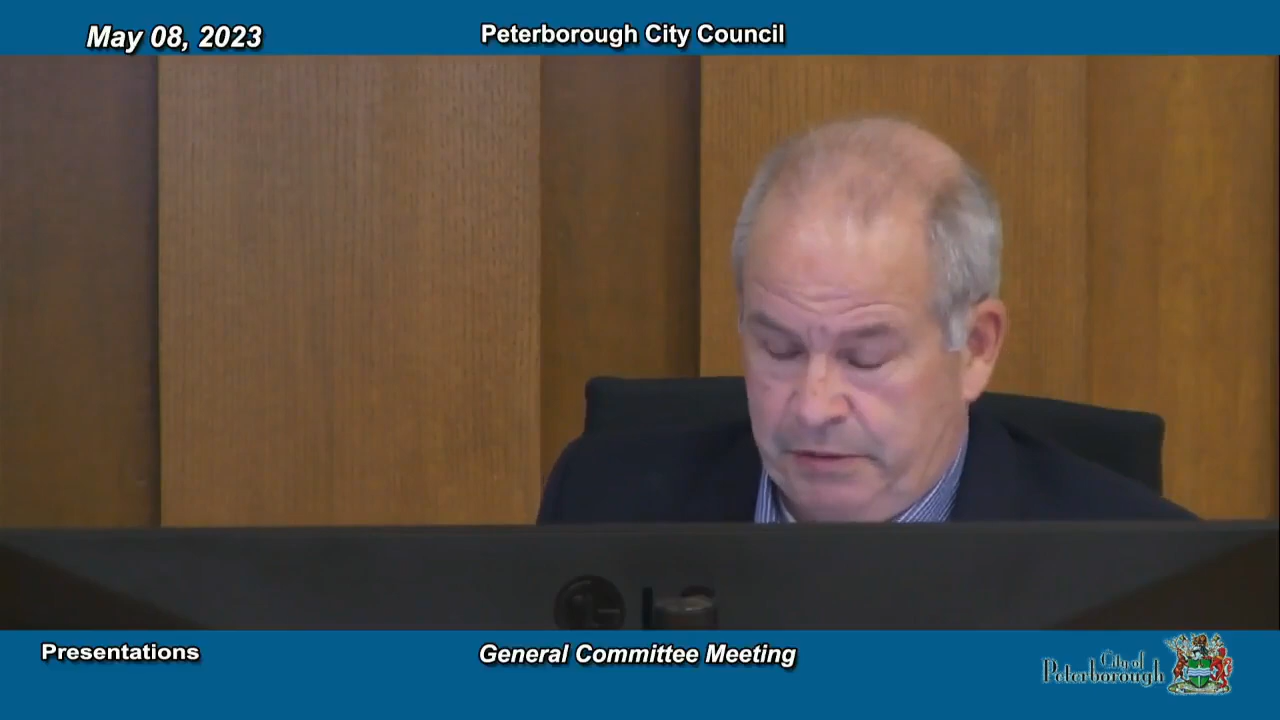 May 08, 2023
Peterborough City Council
Presentations
General Committee Meeting
City of
Peterborough